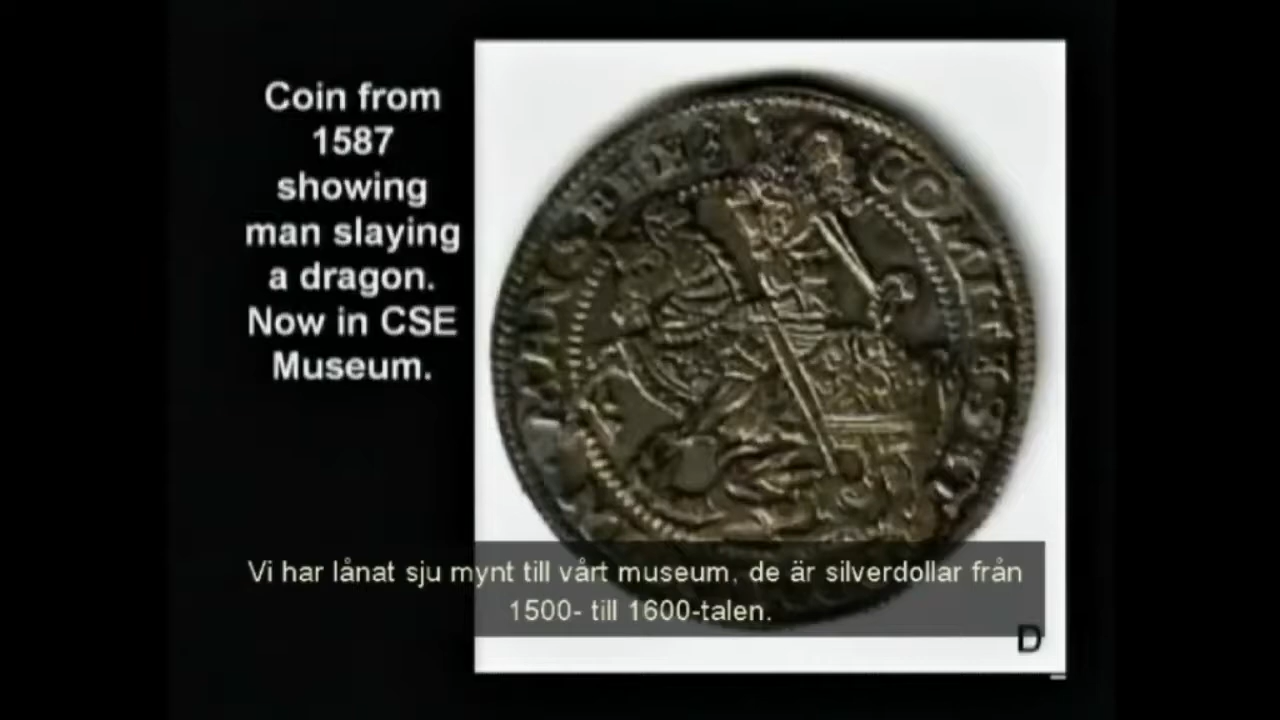 Coin from
1587
showing
man slaying
a dragon.
Now in CSE
Museum.
Vi har lånat sju mynt till vårt museum, de är silverdollar från
1500- till 1600-talen.
D